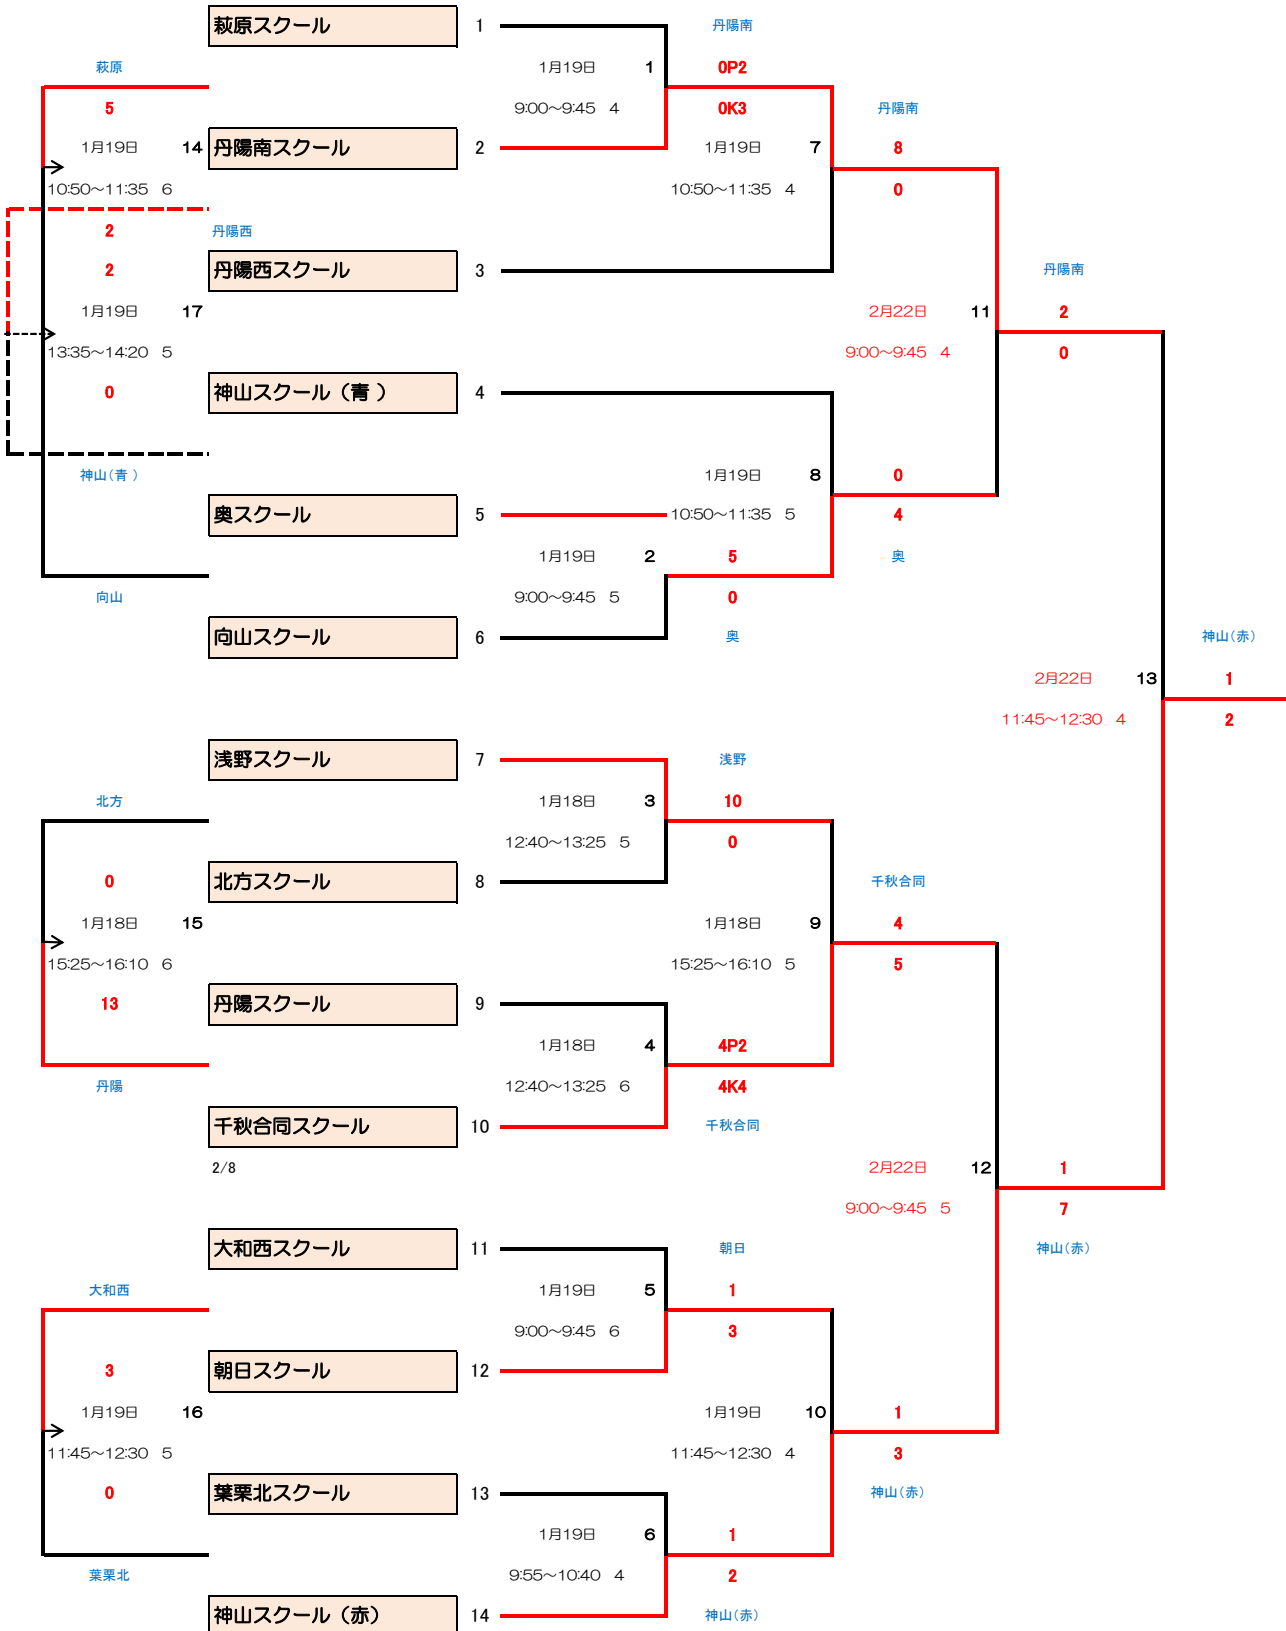 萩原スクール 1 丹陽南
萩原 1月19日 1 0P2
5 9:00～9:45 4 0K3 丹陽南
1月19日 14 丹陽南スクール 2 1月19日 7 8
10:50～11:35 6 10:50～11:35 4 0
2 丹陽西
2 丹陽西スクール 3 丹陽南
1月19日 17 2月22日 11 2
13:35～14:20 5 9:00～9:45 4 0
0 神山スクール（青 ） 4
神山（青 ） 1月19日 8 0
奥スクール 5 10:50～11:35 5 4
1月19日 2 5 奥
向山 9:00～9:45 5 0
向山スクール 6 奥 神山（赤）
2月22日 13 1
11:45～12:30 4 2
浅野スクール 7 浅野
北方 1月18日 3 10
12:40～13:25 5 0
0 北方スクール 8 千秋合同
1月18日 15 1月18日 9 4
15:25～16:10 6 15:25～16:10 5 5
13 丹陽スクール 9
1月18日 4 4P2
丹陽 12:40～13:25 6 4K4
千秋合同スクール 10 千秋合同
2/8 2月22日 12 1
9:00～9:45 5 7
大和西スクール 11 朝日 神山（赤）
大和西 1月19日 5 1
9:00～9:45 6 3
3 朝日スクール 12
1月19日 16 1月19日 10 1
11:45～12:30 5 11:45～12:30 4 3
0 葉栗北スクール 13 神山（赤）
1月19日 6 1
葉栗北 9:55～10:40 4 2
神山スクール（赤） 14 神山（赤）